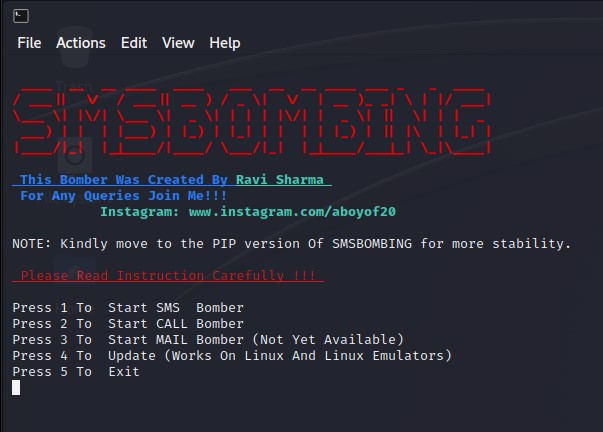 File Actions Edit View Help
SMSBOMBING
This Bomber Was Created By Ravi Sharma
For Any Queries Join Me!!!
Instagram: www.instagram.com/aboyof20
NOTE: Kindly move to the PIP version Of SMSBOMBING for more stability.
Please Read Instruction Carefully !!!
Press 1 To Start SMS Bomber
Press 2 To Start CALL Bomber
Press 3 To Start MAIL Bomber (Not Yet Available)
Press 4 To Update (Works On Linux And Linux Emulators)
Press 5 To Exit